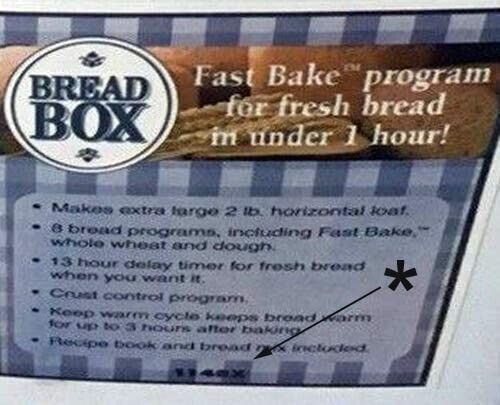 BREAD
BOX
Fast Bake™ program
for fresh bread
in under 1 hour!
• Makes extra large 2 lb. horizontal loaf.
• 8 bread programs, including Fast Bake,™
whole wheat and dough.
• 13 hour delay timer for fresh bread
when you want it.
• Crust control program.
• Keep warm cycle keeps bread warm
for up to 3 hours after baking.
• Recipe book and bread mix included.
1148X
*